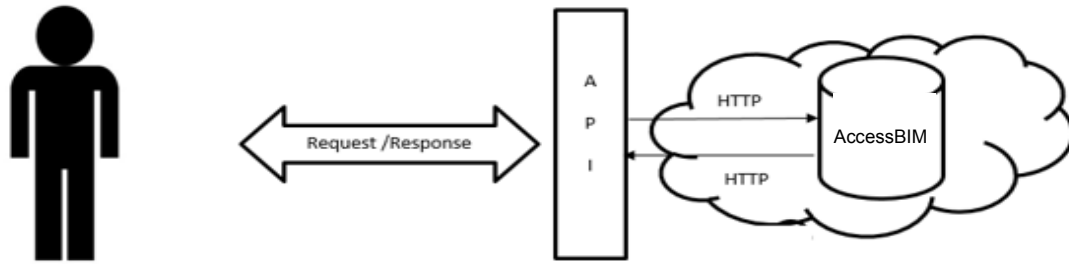 Request /Response
A
P
I
HTTP
AccessBIM
HTTP